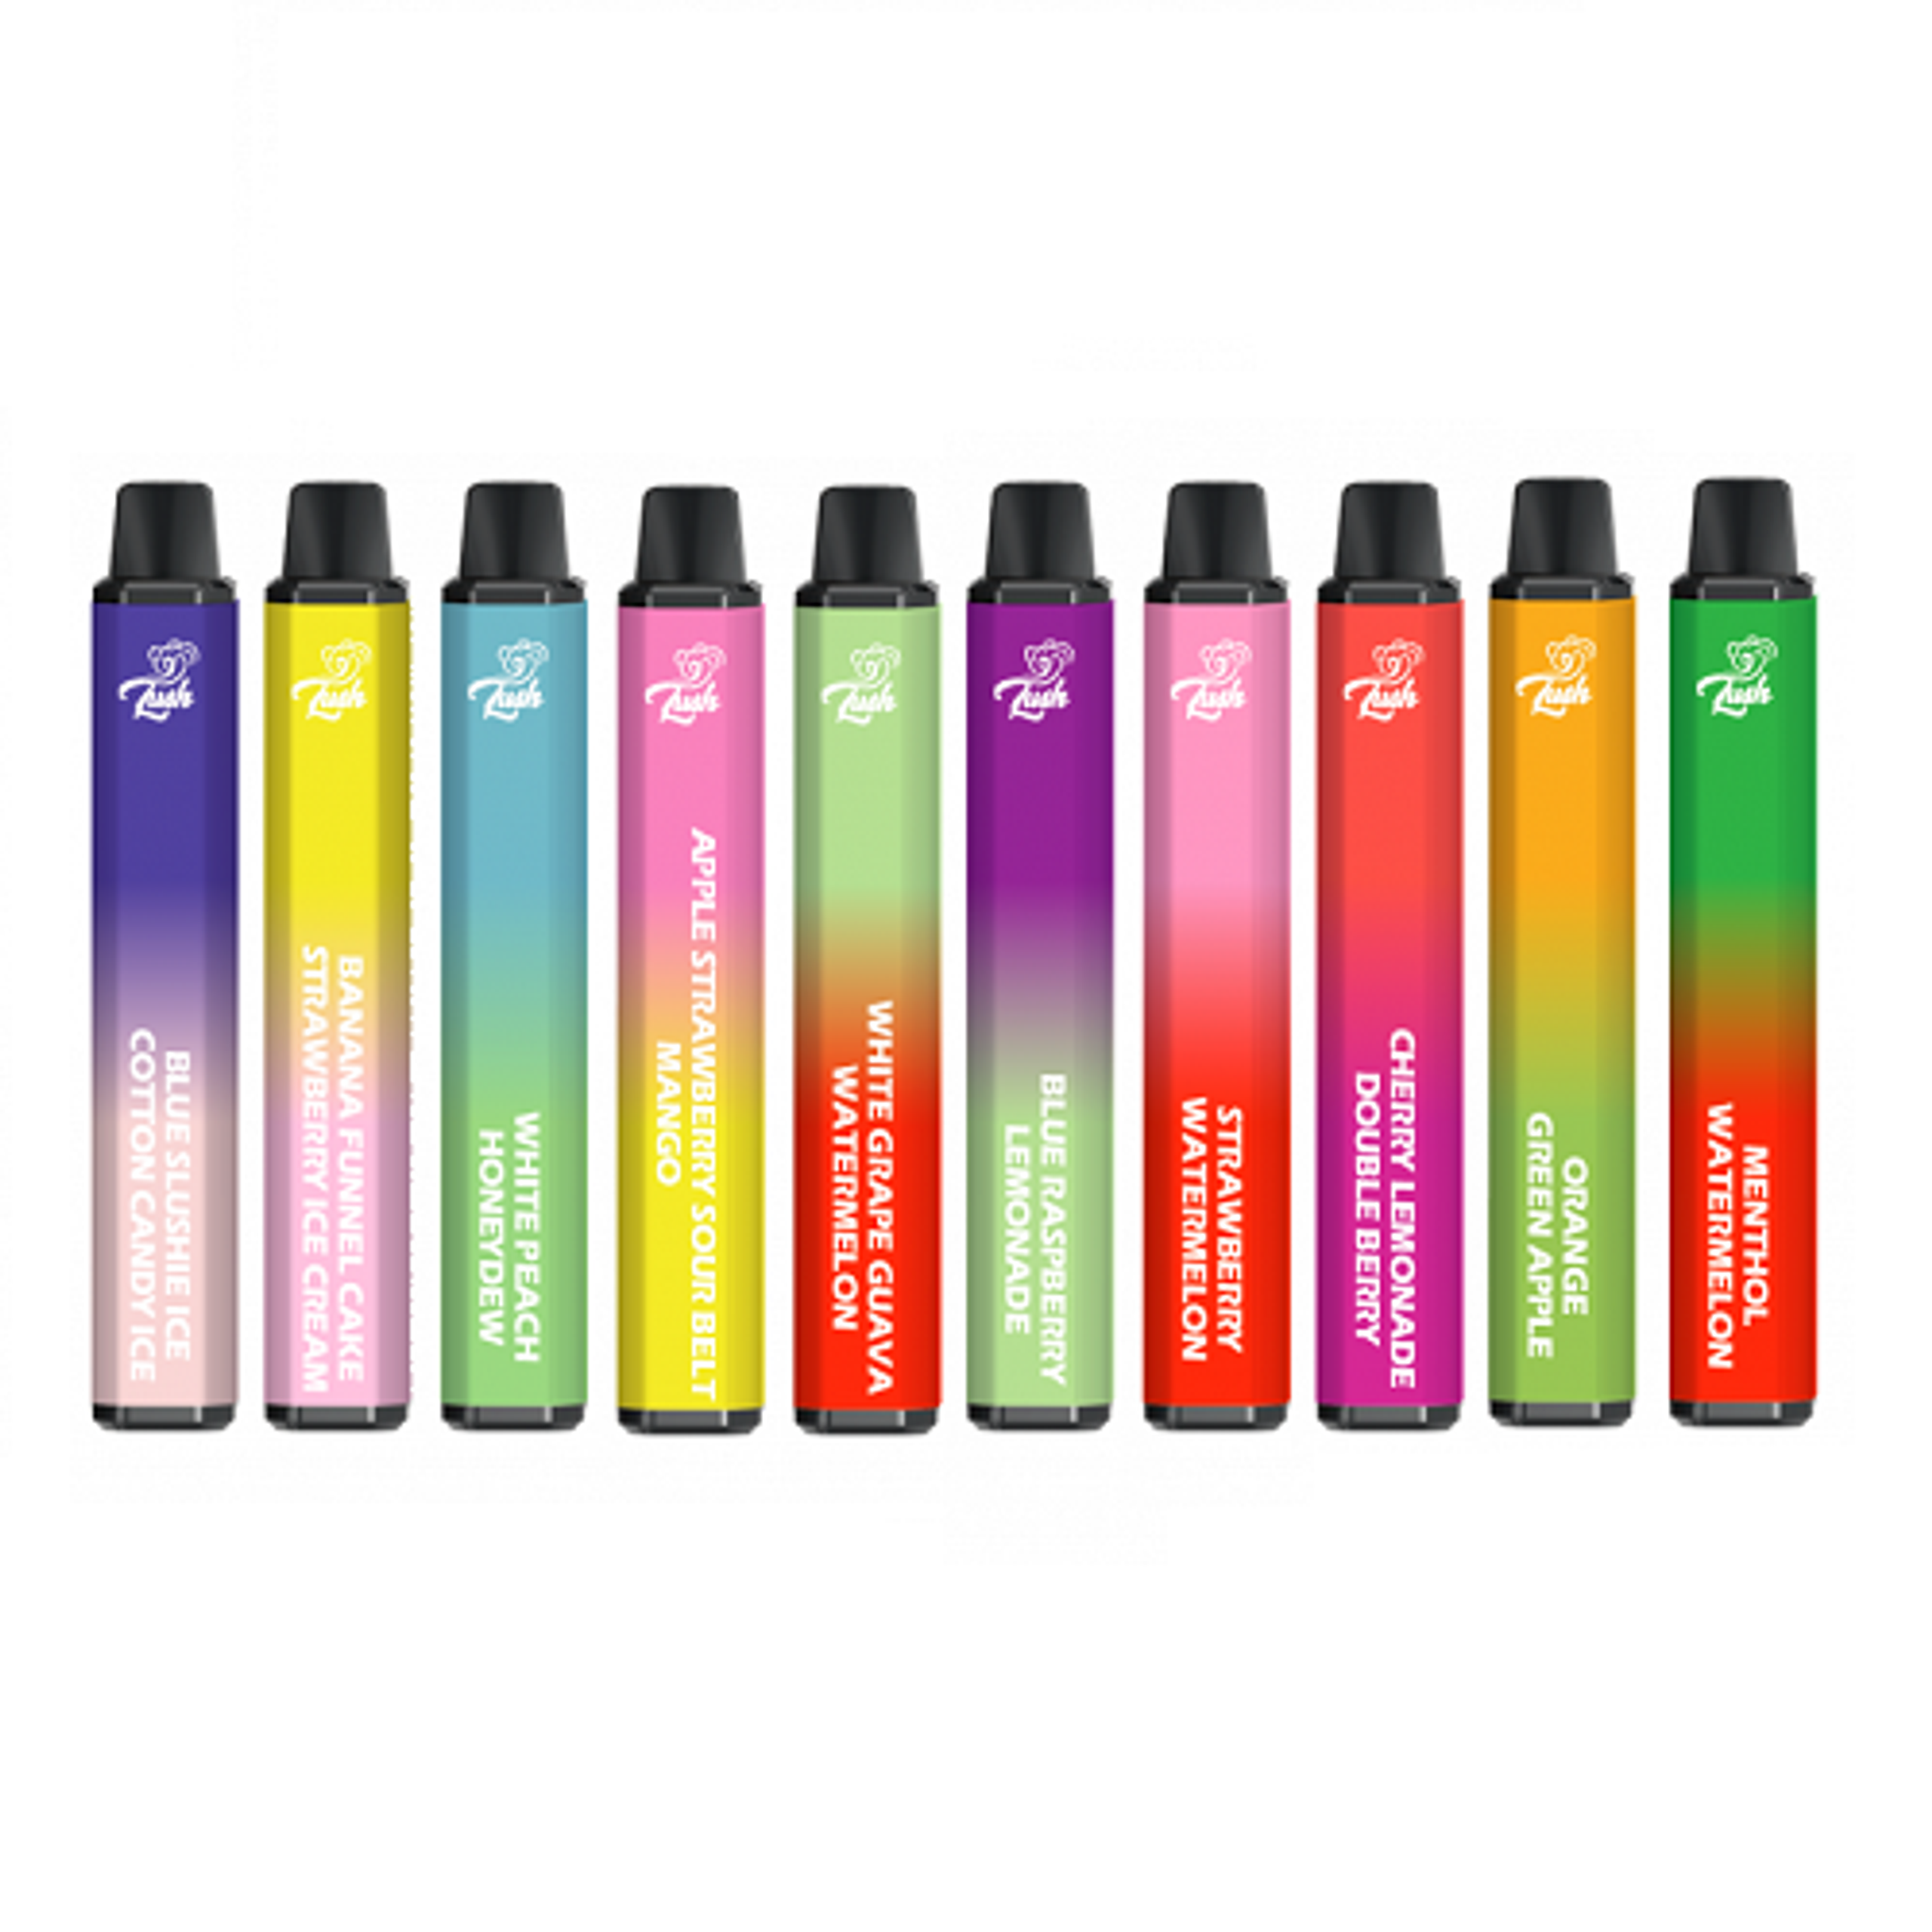 Lush
BLUE SLUSHIE ICE
COTTON CANDY ICE
Lush
BANANA FUNNEL CAKE
STRAWBERRY ICE CREAM
Lush
WHITE PEACH
HONEYDEW
Lush
APPLE STRAWBERRY SOUR BELT
MANGO
Lush
WHITE GRAPE GUAVA
WATERMELON
Lush
BLUE RASPBERRY
LEMONADE
Lush
STRAWBERRY
WATERMELON
Lush
CHERRY LEMONADE
DOUBLE BERRY
Lush
ORANGE
GREEN APPLE
Lush
MENTHOL
WATERMELON